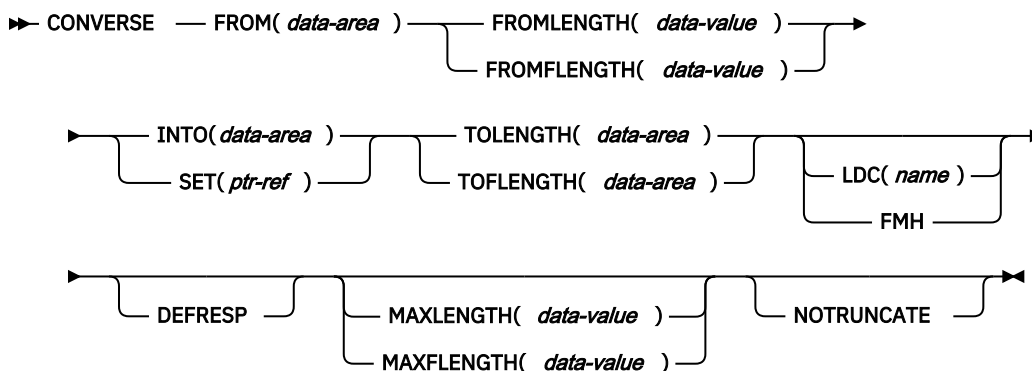 CONVERSE FROM( data-area ) FROMLENGTH( data-value )
FROMFLENGTH( data-value )
INTO( data-area ) TOLENGTH( data-area )
SET( ptr-ref ) TOFLENGTH( data-area ) LDC( name )
FMH
DEFRESP MAXLENGTH( data-value ) NOTRUNCATE
MAXFLENGTH( data-value )